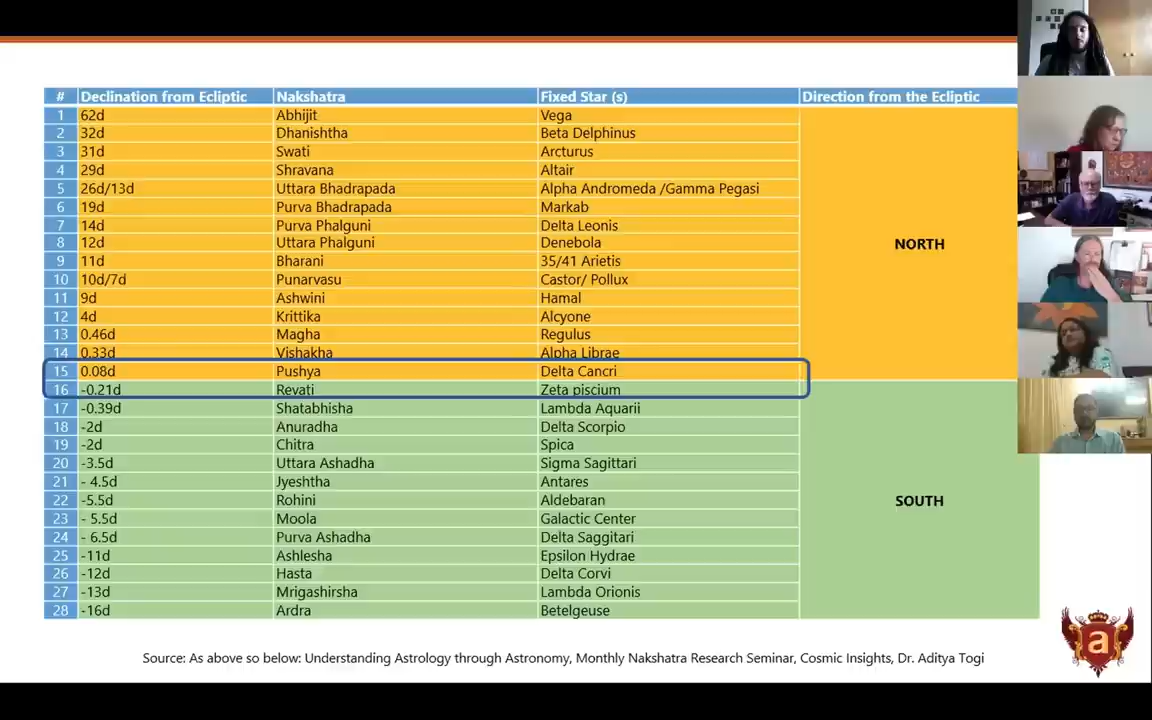 # Declination from Ecliptic Nakshatra Fixed Star (s) Direction from the Ecliptic
1 62d Abhijit Vega
2 32d Dhanishtha Beta Delphinus
3 31d Swati Arcturus
4 29d Shravana Altair
5 26d/13d Uttara Bhadrapada Alpha Andromeda /Gamma Pegasi
6 19d Purva Bhadrapada Markab
7 14d Purva Phalguni Delta Leonis
8 12d Uttara Phalguni Denebola
NORTH
9 11d Bharani 35/41 Arietis
10 10d/7d Punarvasu Castor/ Pollux
11 9d Ashwini Hamal
12 4d Krittika Alcyone
13 0.46d Magha Regulus
14 0.33d Vishakha Alpha Librae
15 0.08d Pushya Delta Cancri
16 -0.21d Revati Zeta piscium
17 -0.39d Shatabhisha Lambda Aquarii
18 -2d Anuradha Delta Scorpio
19 -2d Chitra Spica
20 -3.5d Uttara Ashadha Sigma Sagittari
21 - 4.5d Jyeshtha Antares
22 -5.5d Rohini Aldebaran
SOUTH
23 - 5.5d Moola Galactic Center
24 - 6.5d Purva Ashadha Delta Saggitari
25 -11d Ashlesha Epsilon Hydrae
26 -12d Hasta Delta Corvi
27 -13d Mrigashirsha Lambda Orionis
28 -16d Ardra Betelgeuse
a
Source: As above so below: Understanding Astrology through Astronomy, Monthly Nakshatra Research Seminar, Cosmic Insights, Dr. Aditya Togi